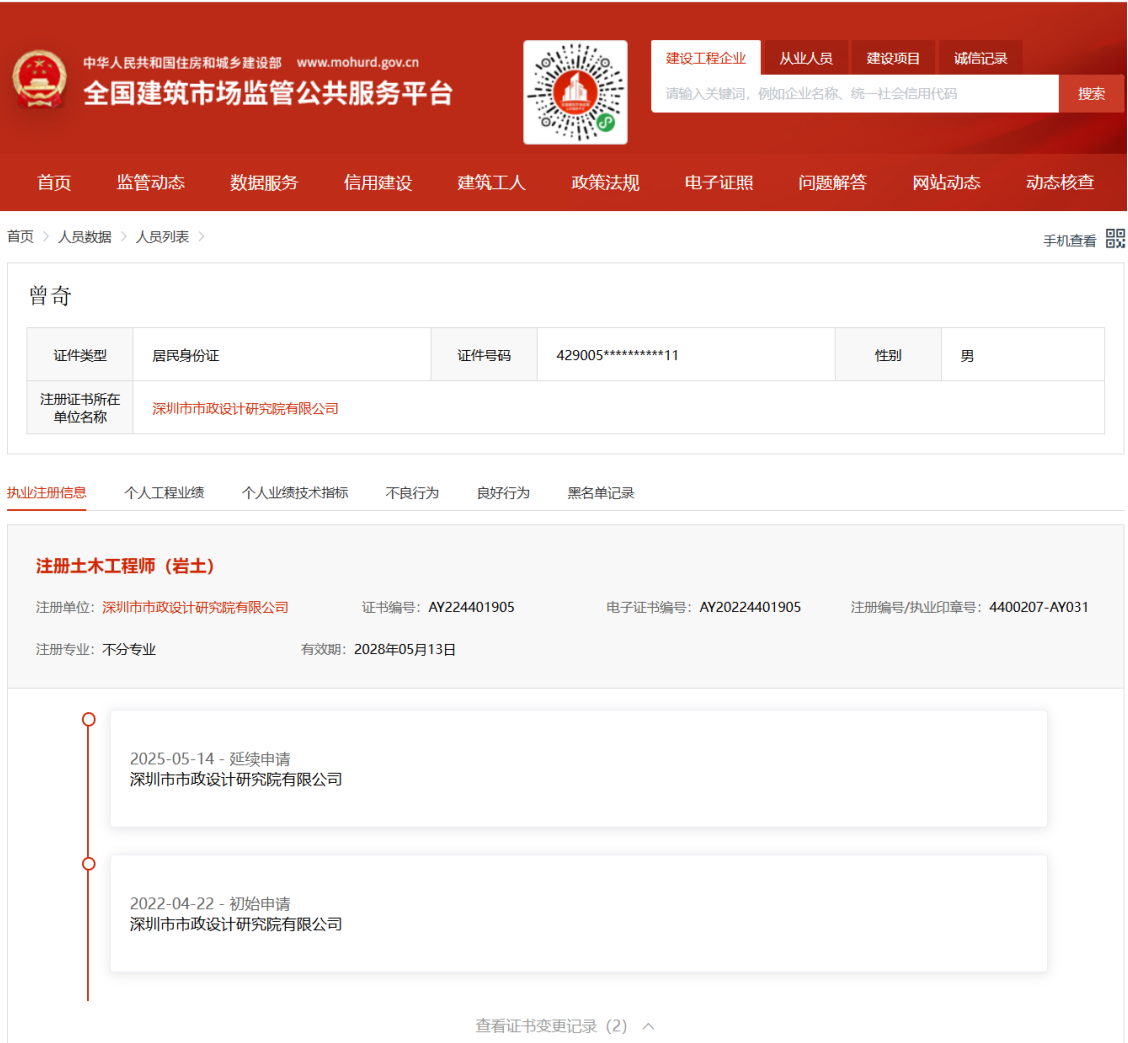 中华人民共和国住房和城乡建设部 www.mohurd.gov.cn
全国建筑市场监管公共服务平台
建设工程企业 从业人员 建设项目 诚信记录
请输入关键词，例如企业名称、统一社会信用代码 搜索
首页 监管动态 数据服务 信用建设 建筑工人 政策法规 电子证照 问题解答 网站动态 动态核查
首页 > 人员数据 > 人员列表 >
手机查看
曾奇
证件类型 居民身份证 证件号码 429005**********11 性别 男
注册证书所在
单位名称
深圳市市政设计研究院有限公司
执业注册信息 个人工程业绩 个人业绩技术指标 不良行为 良好行为 黑名单记录
注册土木工程师（岩土）
注册单位：深圳市市政设计研究院有限公司 证书编号：AY224401905 电子证书编号：AY20224401905 注册编号/执业印章号：4400207-AY031
注册专业：不分专业 有效期：2028年05月13日
2025-05-14 - 延续申请
深圳市市政设计研究院有限公司
2022-04-22 - 初始申请
深圳市市政设计研究院有限公司
查看证书变更记录（2）